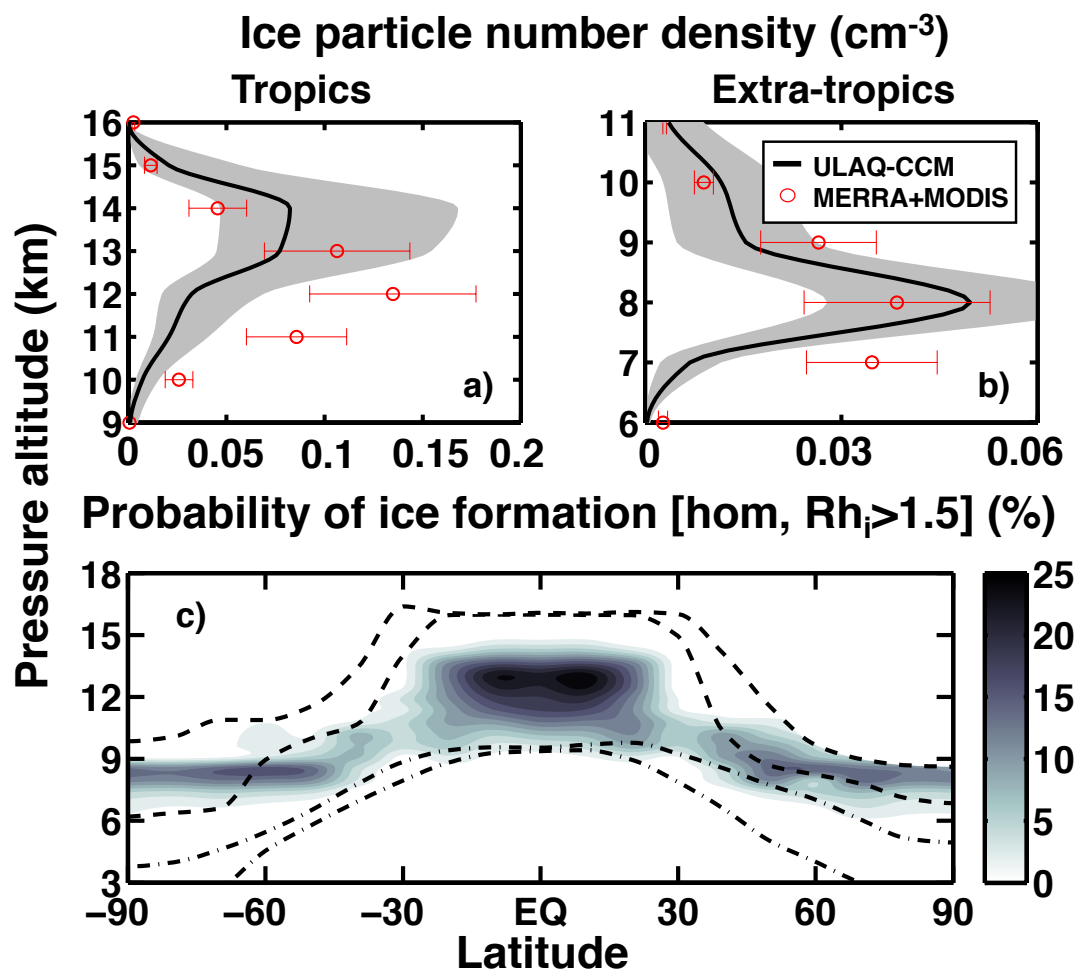 Ice particle number density (cm-3)
Tropics
Extra-tropics
Pressure altitude (km)
16
15
14
13
12
11
10
9
0 0.05 0.1 0.15 0.2
a)
11
10
9
8
7
6
0 0.03 0.06
ULAQ-CCM
MERRA+MODIS
b)
Probability of ice formation [hom, Rhi>1.5] (%)
18
15
12
9
6
3
c)
−90 −60 −30 EQ 30 60 90
Latitude
25
20
15
10
5
0